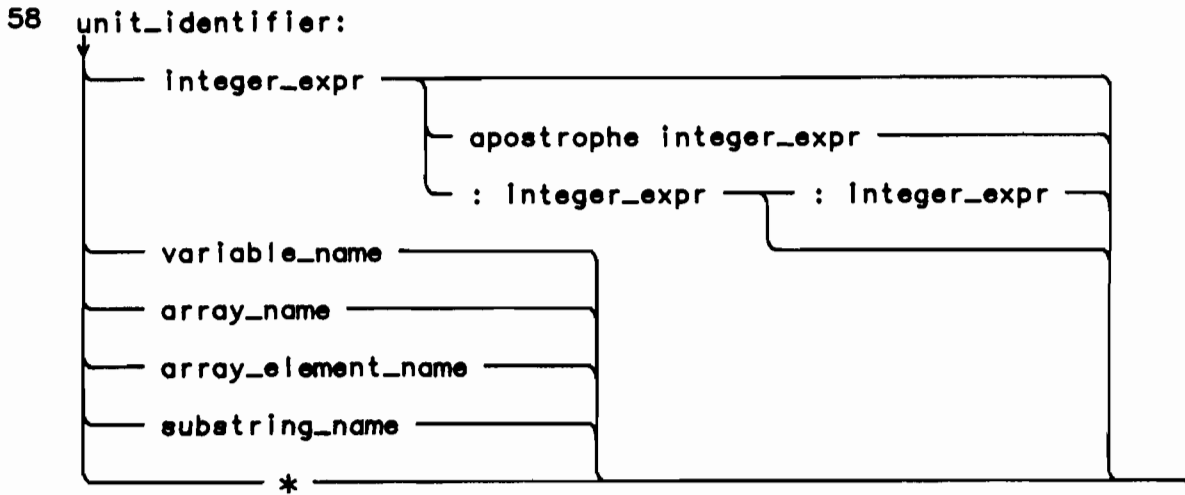 58 unit_identifier:
integer_expr
apostrophe integer_expr
: integer_expr : integer_expr
variable_name
array_name
array_element_name
substring_name
*